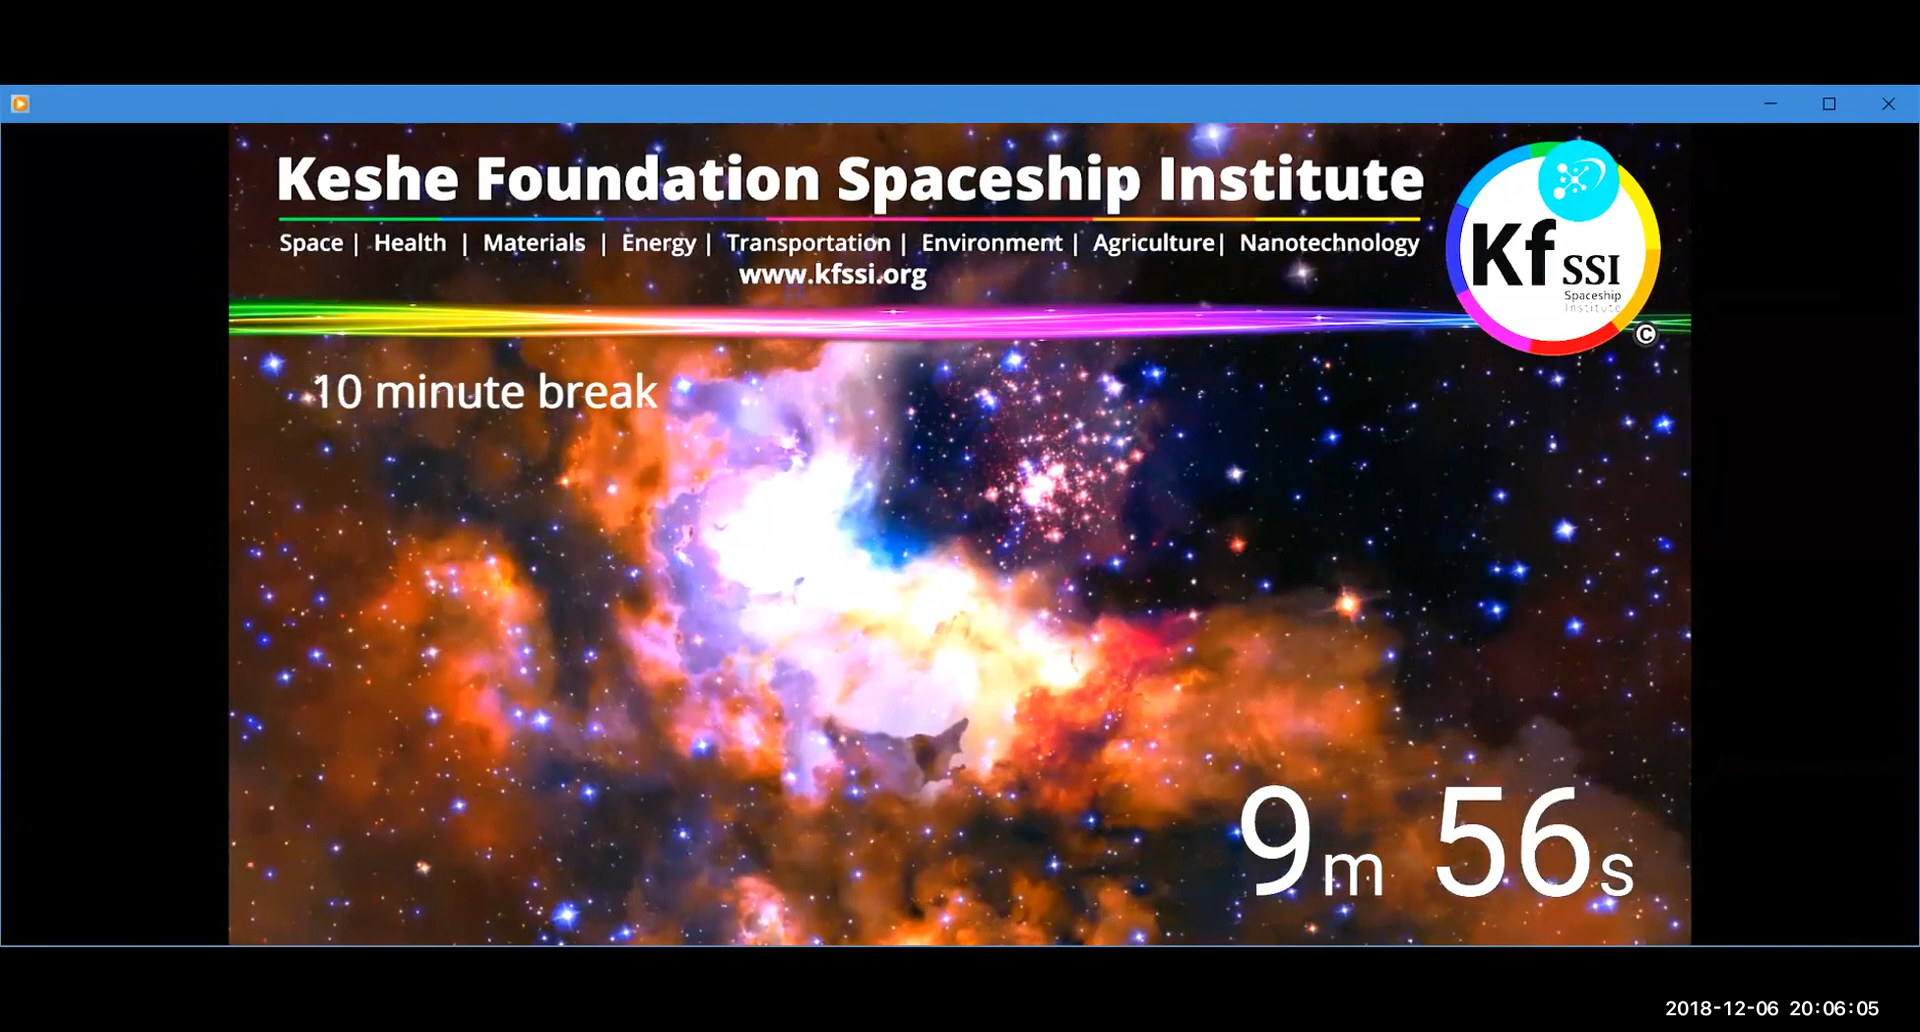 Keshe Foundation Spaceship Institute
Space | Health | Materials | Energy | Transportation | Environment | Agriculture | Nanotechnology
www.kfssi.org
Kf SSI
Spaceship
Institute
©
10 minute break
9m 56s
2018-12-06 20:06:05